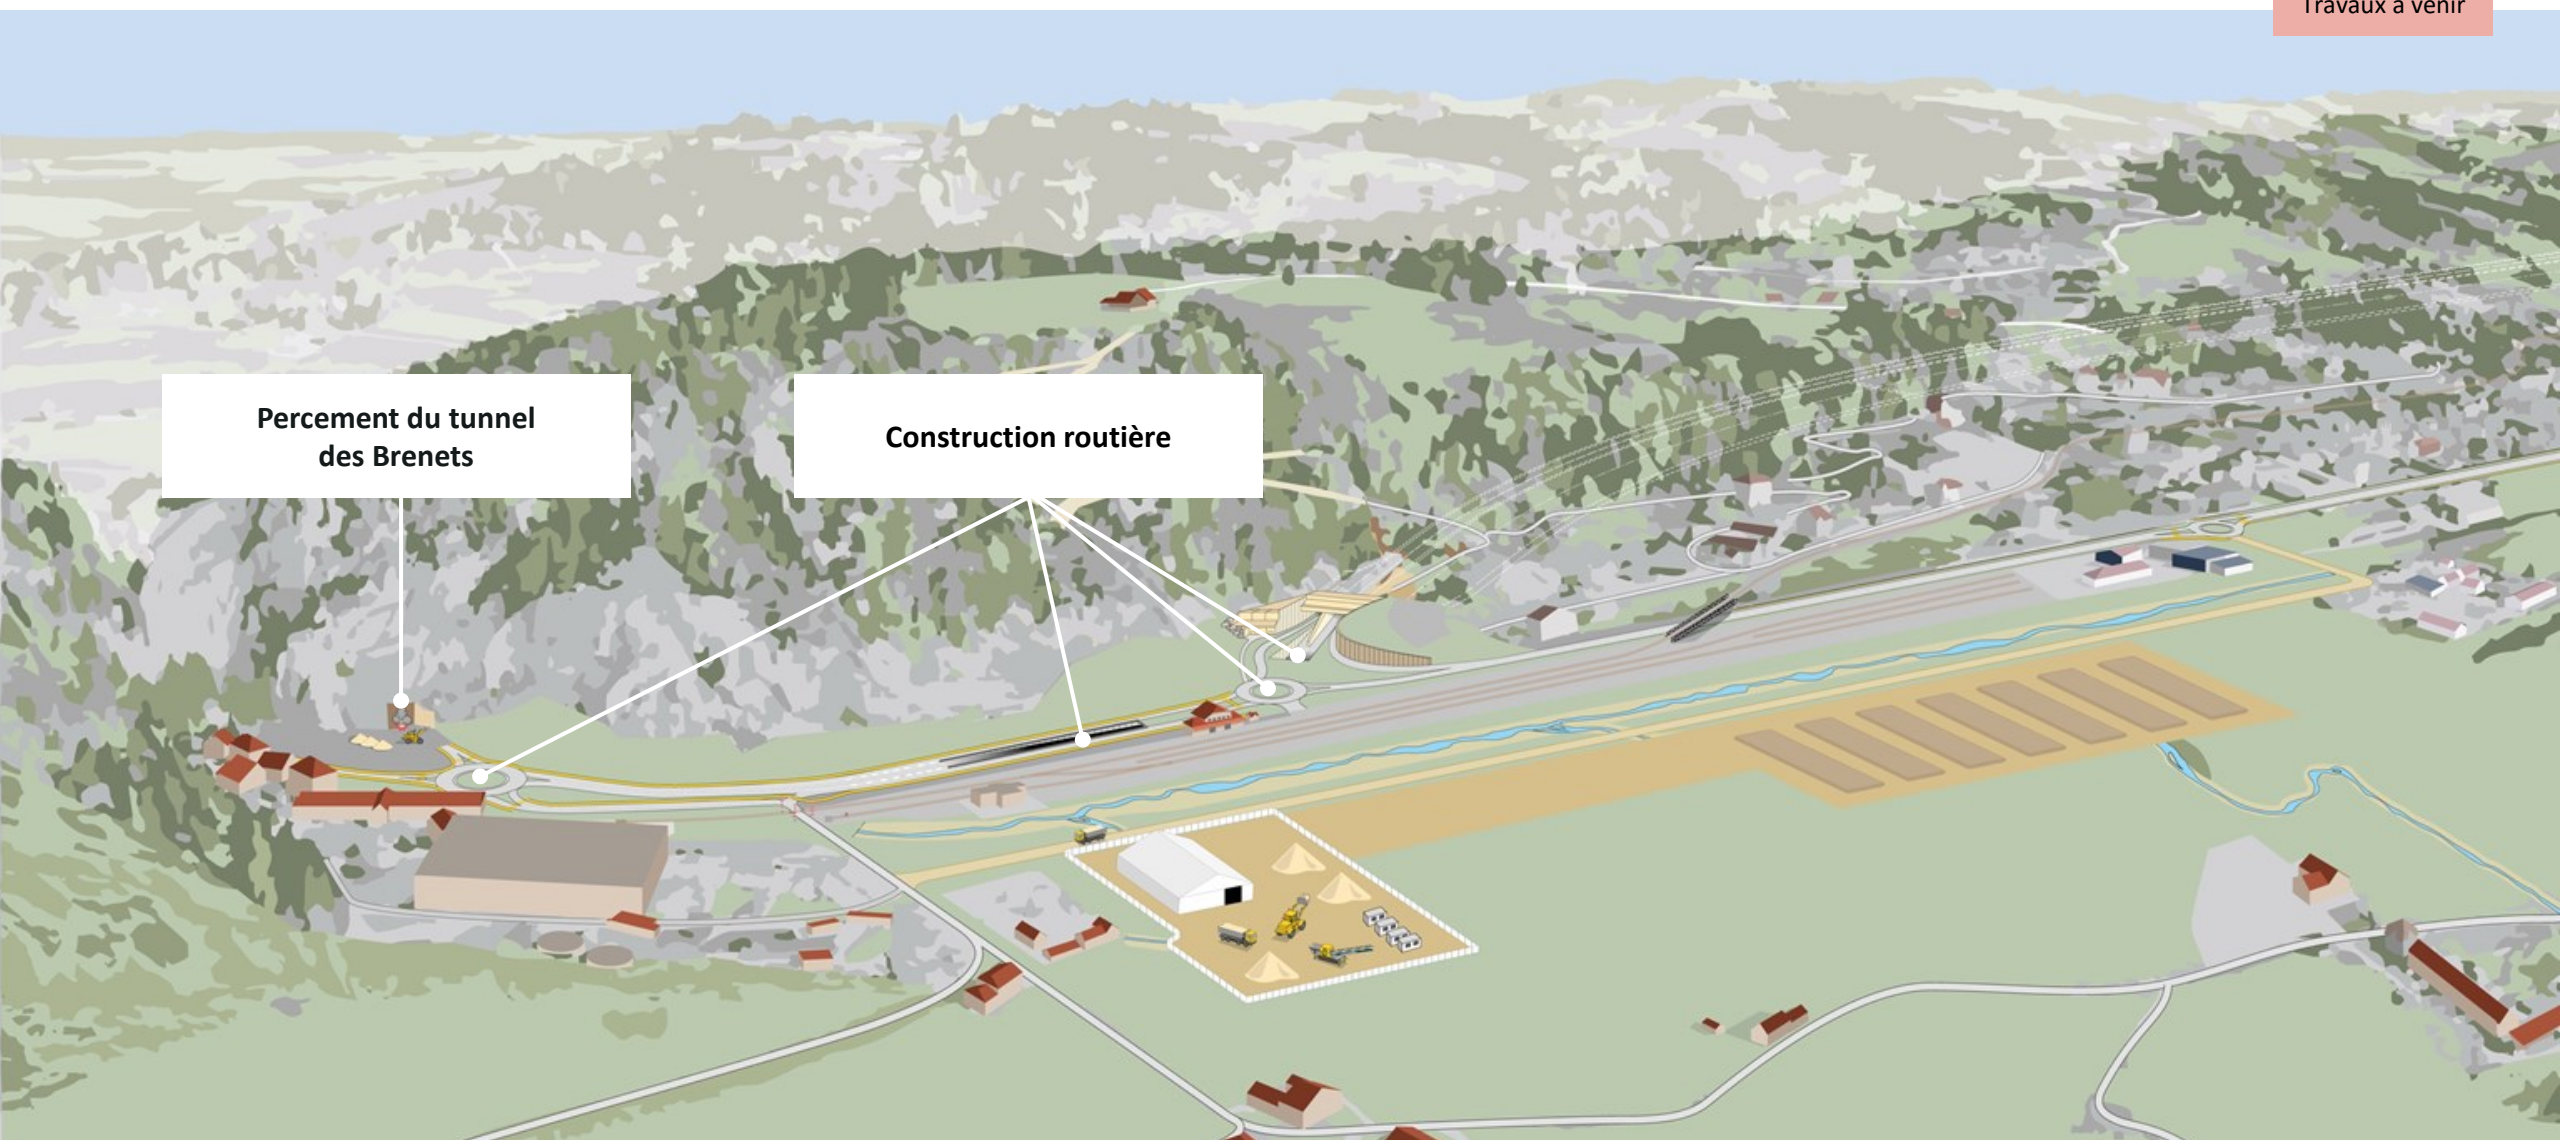 Travaux à venir
Percement du tunnel
des Brenets
Construction routière